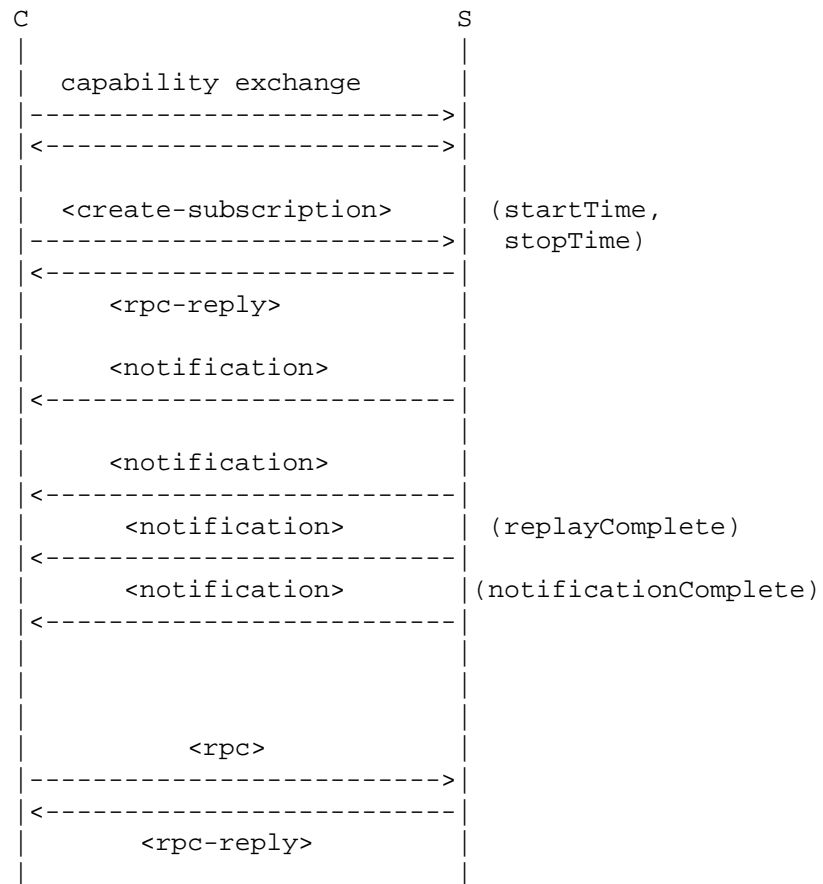 C S
capability exchange
<create-subscription> (startTime,
stopTime)
<rpc-reply>
<notification>
<notification>
<notification> (replayComplete)
<notification> (notificationComplete)
<rpc>
<rpc-reply>